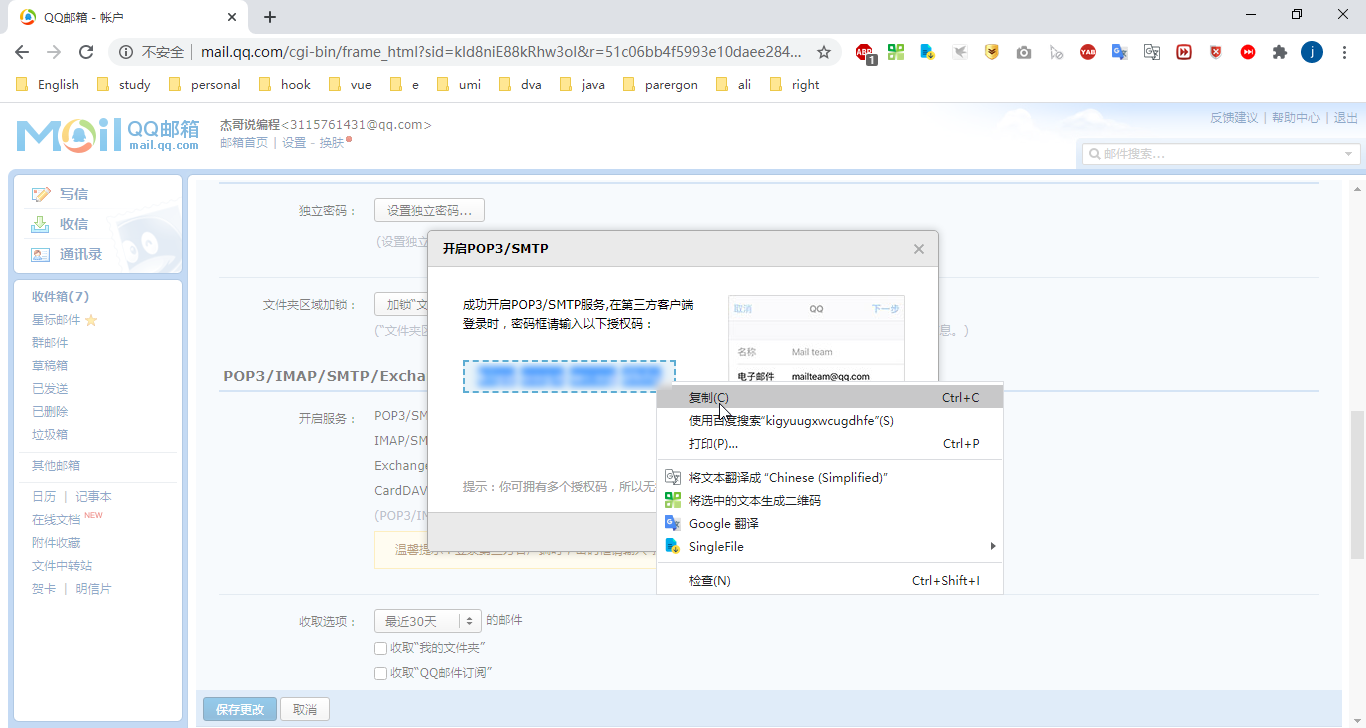 QQ邮箱 - 帐户
不安全 | mail.qq.com/cgi-bin/frame_html?sid=kId8niE88kRhw3oI&r=51c06bb4f5993e10daee284...
ABP 1 YAB j
English study personal hook vue e umi dva java parergon ali right
Mail QQ邮箱 mail.qq.com
杰哥说编程<3115761431@qq.com>
邮箱首页 | 设置 - 换肤
反馈建议 | 帮助中心 | 退出
邮件搜索...
写信
收信
通讯录
收件箱(7)
星标邮件
群邮件
草稿箱
已发送
已删除
垃圾箱
其他邮箱
日历 | 记事本
在线文档 NEW
附件收藏
文件中转站
贺卡 | 明信片
独立密码：
设置独立密码...
(设置独立
文件夹区域加锁：
加锁“文
(“文件夹区
息。)
POP3/IMAP/SMTP/Excha
开启服务：
POP3/SM
IMAP/SM
Exchange
CardDAV
(POP3/IM
温馨提
收取选项：
最近30天
的邮件
收取“我的文件夹”
收取“QQ邮件订阅”
保存更改
取消
开启POP3/SMTP
成功开启POP3/SMTP服务,在第三方客户端
登录时，密码框请输入以下授权码：
取消 QQ 下一步
名称 Mail team
电子邮件 mailteam@qq.com
提示：你可拥有多个授权码，所以无
复制(C) Ctrl+C
使用百度搜索“kigyuugxwcugdhfe”(S)
打印(P)... Ctrl+P
将文本翻译成 “Chinese (Simplified)”
将选中的文本生成二维码
Google 翻译
SingleFile
检查(N) Ctrl+Shift+I